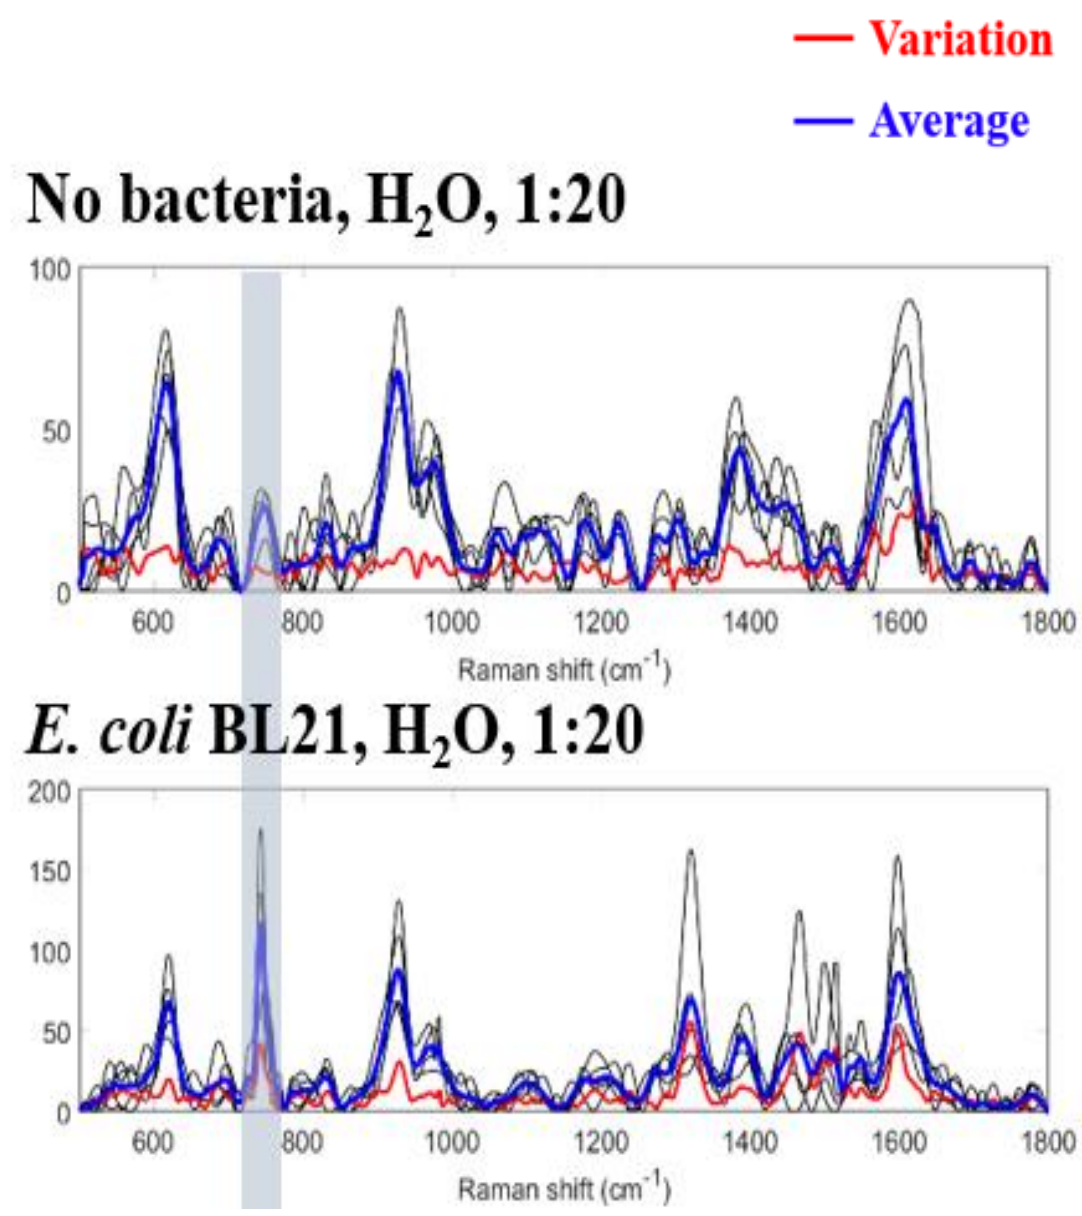 Variation
Average
No bacteria, H₂O, 1:20
100
50
0
600 800 1000 1200 1400 1600 1800
Raman shift (cm⁻¹)
E. coli BL21, H₂O, 1:20
200
150
100
50
0
600 800 1000 1200 1400 1600 1800
Raman shift (cm⁻¹)